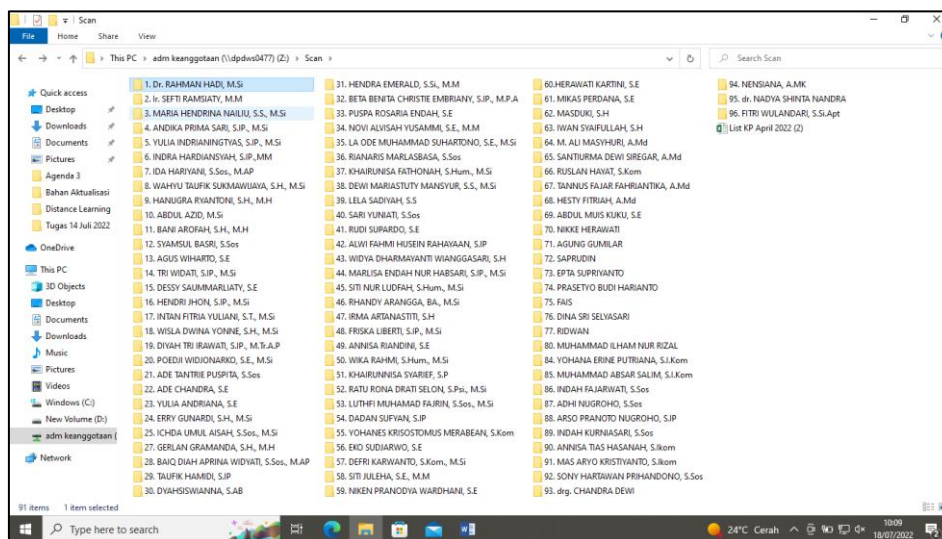 Scan
File Home Share View
This PC > adm keanggotaan (\\dpdws0477) (Z:) > Scan >
Search Scan
Quick access
Desktop
Downloads
Documents
Pictures
Agenda 3
Bahan Aktualisasi
Distance Learning
Tugas 14 Juli 2022
OneDrive
This PC
3D Objects
Desktop
Documents
Downloads
Music
Pictures
Videos
Windows (C:)
New Volume (D:)
adm keanggotaan (
Network
1. Dr. RAHMAN HADI, M.Si
2. Ir. SEFTI RAMSIATY, M.M
3. MARIA HENDRINA NAILIU, S.S., M.Si
4. ANDIKA PRIMA SARI, S.IP., M.Si
5. YULIA INDRIANINGTYAS, S.IP., M.Si
6. INDRA HARDIANSYAH, S.IP.,MM
7. IDA HARIYANI, S.Sos., M.AP
8. WAHYU TAUFIK SUKMAWIJAYA, S.H., M.Si
9. HANUGRA RYANTONI, S.H., M.H
10. ABDUL AZID, M.Si
11. BANI AROFAH, S.H., M.H
12. SYAMSUL BASRI, S.Sos
13. AGUS WIHARTO, S.E
14. TRI WIDATI, S.IP., M.Si
15. DESSY SAUMMARLIATY, S.E
16. HENDRI JHON, S.IP., M.Si
17. INTAN FITRIA YULIANI, S.T., M.Si
18. WISLA DWINA YONNE, S.H., M.Si
19. DIYAH TRI IRAWATI, S.IP., M.Tr.A.P
20. POEDJI WIDJONARKO, S.E., M.Si
21. ADE TANTRIE PUSPITA, S.Sos
22. ADE CHANDRA, S.E
23. YULIA ANDRIANA, S.E
24. ERRY GUNARDI, S.H., M.Si
25. ICHDA UMUL AISAH, S.Sos., M.Si
27. GERLAN GRAMANDA, S.H., M.H
28. BAIQ DIAH APRINA WIDYATI, S.Sos., M.AP
29. TAUFIK HAMIDI, S.IP
30. DYAHSISWIANNA, S.AB
31. HENDRA EMERALD, S.Si., M.M
32. BETA BENITA CHRISTIE EMBRIANY, S.IP., M.P.A
33. PUSPA ROSARIA ENDAH, S.E
34. NOVI ALVISAH YUSAMMI, S.E., M.M
35. LA ODE MUHAMMAD SUHARTONO, S.E., M.Si
36. RIANARIS MARLASBASA, S.Sos
37. KHAIRUNISA FATHONAH, S.Hum., M.Si
38. DEWI MARIASTUTY MANSYUR, S.S., M.Si
39. LELA SADIYAH, S.S
40. SARI YUNIATI, S.Sos
41. RUDI SUPARDO, S.E
42. ALWI FAHMI HUSEIN RAHAYAAN, S.IP
43. WIDYA DHARMAYANTI WIANGGASARI, S.H
44. MARLISA ENDAH NUR HABSARI, S.IP., M.Si
45. SITI NUR LUDFAH, S.Hum., M.Si
46. RHANDY ARANGGA, BA., M.Si
47. IRMA ARTANASTITI, S.H
48. FRISKA LIBERTI, S.IP., M.Si
49. ANNISA RIANDINI, S.E
50. WIKA RAHMI, S.Hum., M.Si
51. KHAIRUNNISA SYARIEF, S.P
52. RATU RONA DRATI SELON, S.Psi., M.Si
53. LUTHFI MUHAMAD FAJRIN, S.Sos., M.Si
54. DADAN SUFYAN, S.IP
55. YOHANES KRISOSTOMUS MERABEAN, S.Kom
56. EKO SUDJARWO, S.E
57. DEFRI KARWANTO, S.Kom., M.Si
58. SITI JULEHA, S.E., M.M
59. NIKEN PRANODYA WARDHANI, S.E
60.HERAWATI KARTINI, S.E
61. MIKAS PERDANA, S.E
62. MASDUKI, S.H
63. IWAN SYAIFULLAH, S.H
64. M. ALI MASYHURI, A.Md
65. SANTIURMA DEWI SIREGAR, A.Md
66. RUSLAN HAYAT, S.Kom
67. TANNUS FAJAR FAHRIANTIKA, A.Md
68. HESTY FITRIAH, A.Md
69. ABDUL MUIS KUKU, S.E
70. NIKKE HERAWATI
71. AGUNG GUMILAR
72. SAPRUDIN
73. EPTA SUPRIYANTO
74. PRASETYO BUDI HARIANTO
75. FAIS
76. DINA SRI SELYASARI
77. RIDWAN
80. MUHAMMAD ILHAM NUR RIZAL
84. YOHANA ERINE PUTRIANA, S.I.Kom
85. MUHAMMAD ABSAR SALIM, S.I.Kom
86. INDAH FAJARWATI, S.Sos
87. ADHI NUGROHO, S.Sos
88. ARSO PRANOTO NUGROHO, S.IP
89. INDAH KURNIASARI, S.Sos
90. ANNISA TIAS HASANAH, S.Ikom
91. MAS ARYO KRISTIYANTO, S.Ikom
92. SONY HARTAWAN PRIHANDONO, S.Sos
93. drg. CHANDRA DEWI
94. NENSIANA, A.MK
95. dr. NADYA SHINTA NANDRA
96. FITRI WULANDARI, S.Si.Apt
List KP April 2022 (2)
91 items 1 item selected
Type here to search
24°C Cerah
10:09
18/07/2022